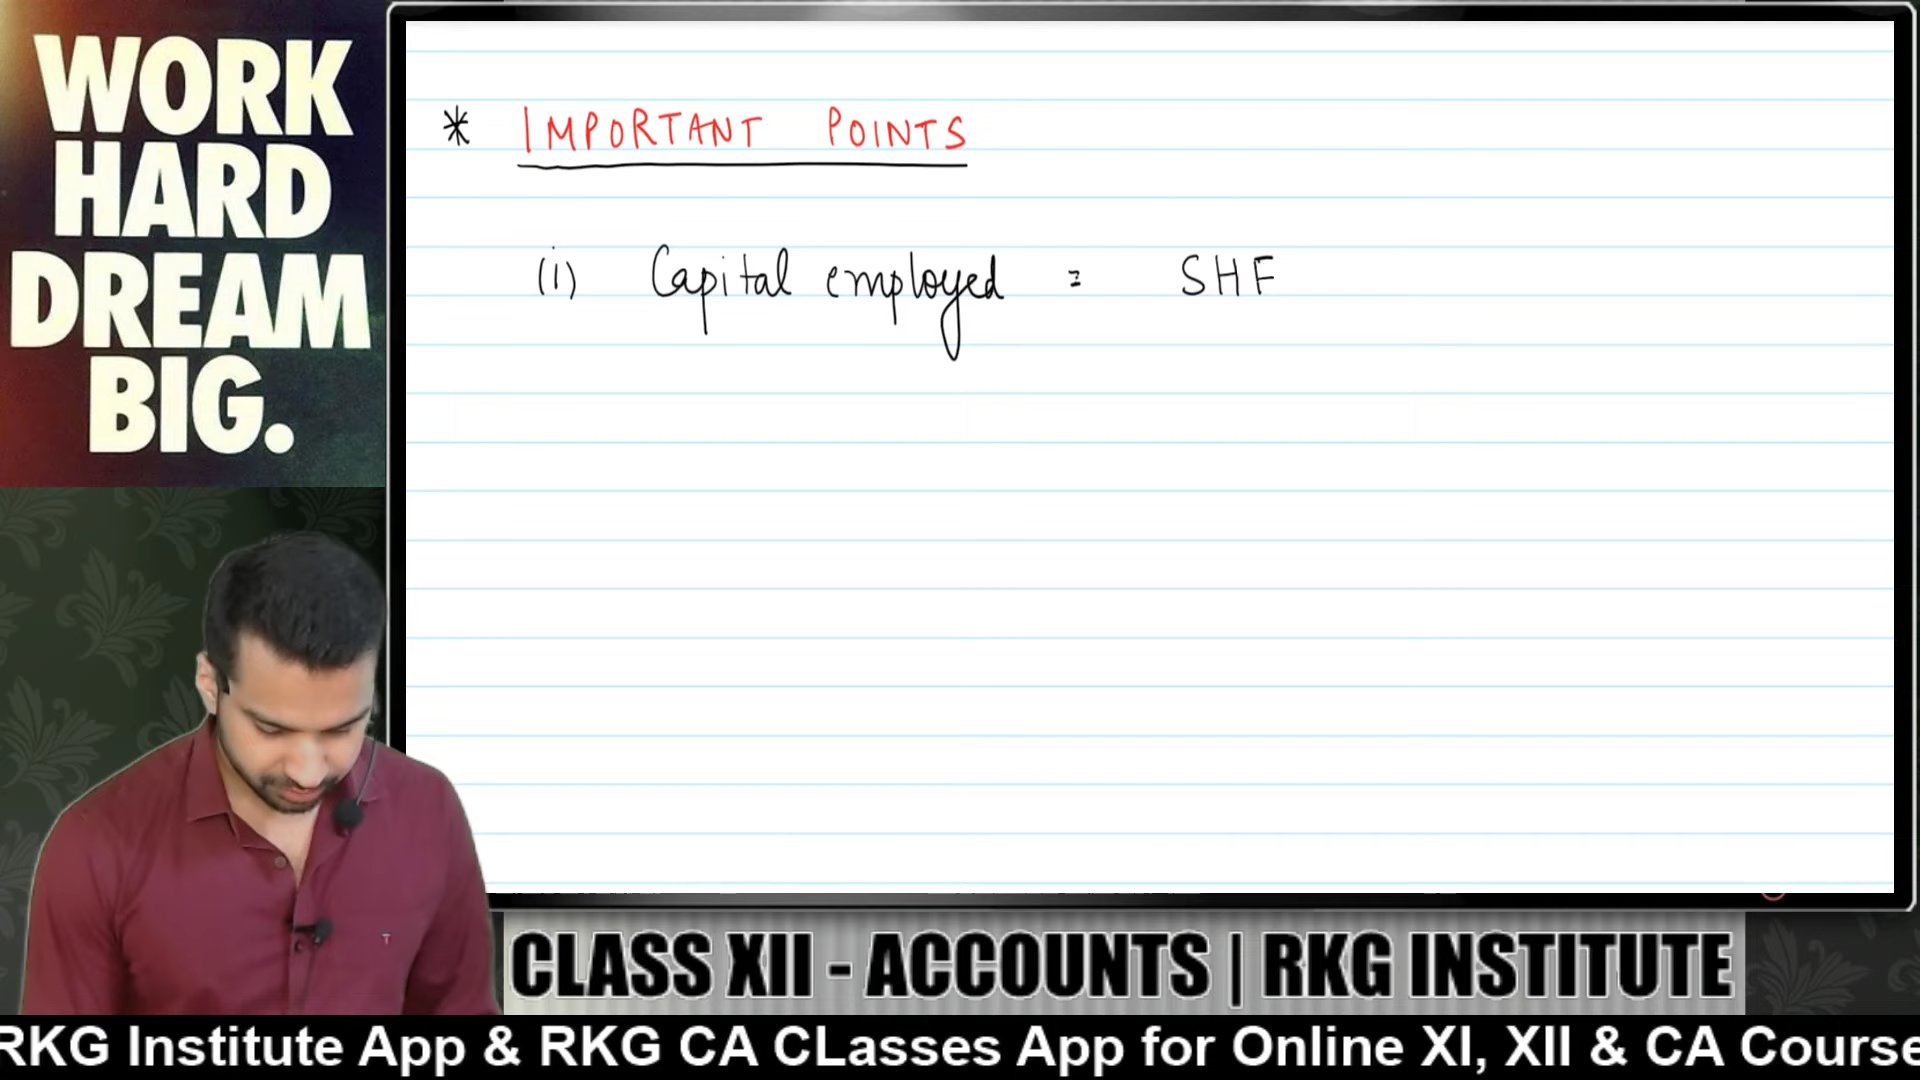 WORK
HARD
DREAM
BIG.
* IMPORTANT POINTS
(i) Capital employed = SHF
CLASS XII - ACCOUNTS | RKG INSTITUTE
RKG Institute App & RKG CA CLasses App for Online XI, XII & CA Course